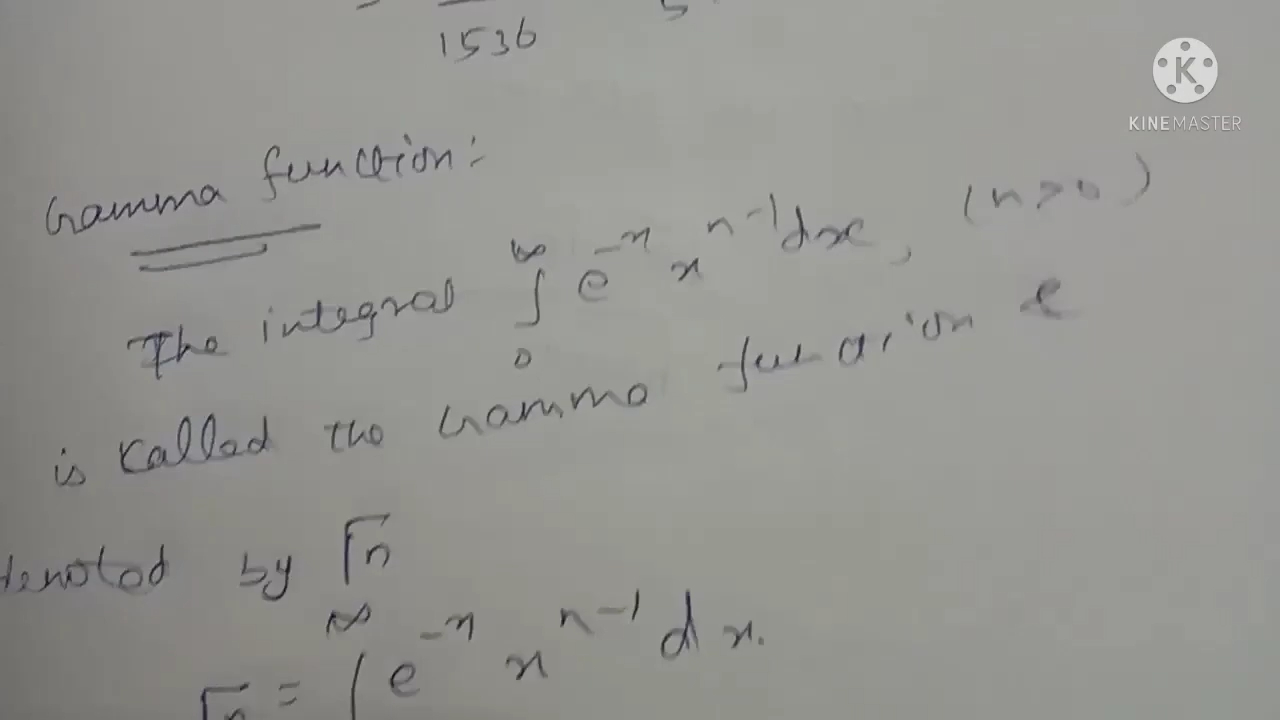 1536
KINEMASTER
Gamma function:
The integral ∫₀^∞ e^{-x} x^{n-1} dx, (n>0)
is called the Gamma function &
denoted by Γn
Γn = ∫^∞ e^{-x} x^{n-1} dx.